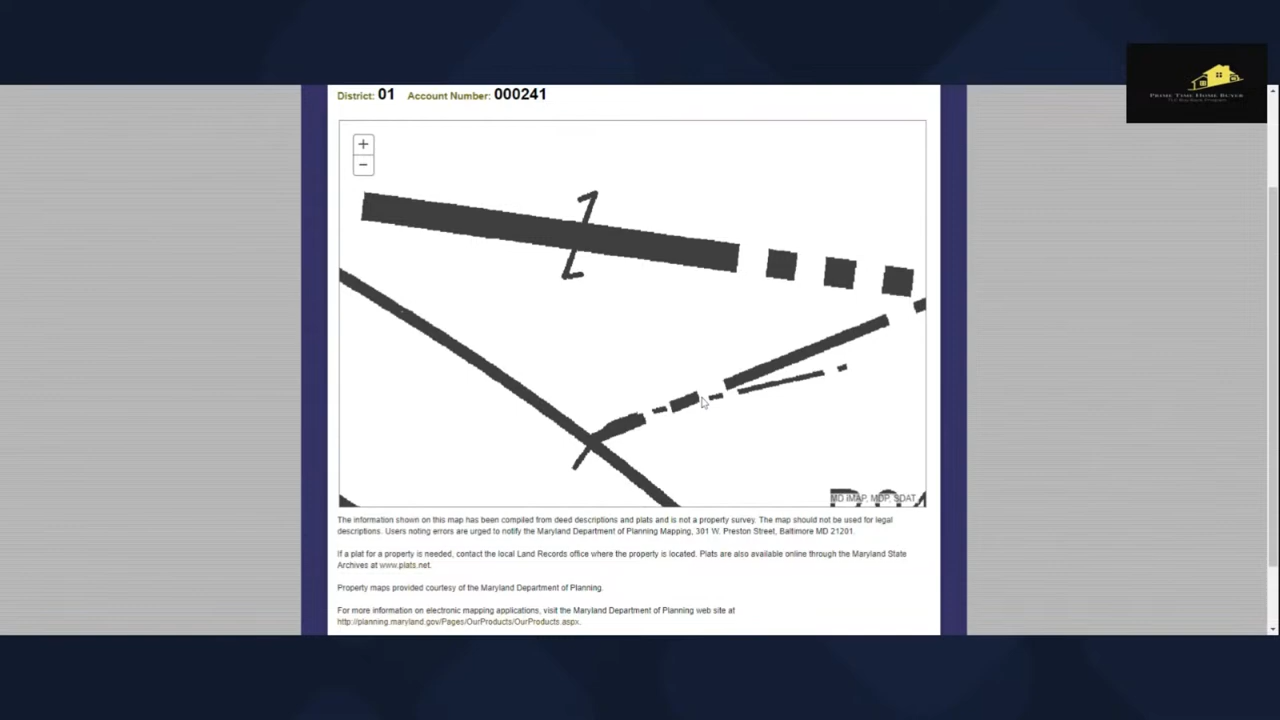 PRIME TIME HOME BUYER
District: 01 Account Number: 000241
+
−
MD iMAP, MDP, SDAT
The information shown on this map has been compiled from deed descriptions and plats and is not a property survey. The map should not be used for legal
descriptions. Users noting errors are urged to notify the Maryland Department of Planning Mapping, 301 W. Preston Street, Baltimore MD 21201.
If a plat for a property is needed, contact the local Land Records office where the property is located. Plats are also available online through the Maryland State
Archives at www.plats.net.
Property maps provided courtesy of the Maryland Department of Planning.
For more information on electronic mapping applications, visit the Maryland Department of Planning web site at
http://planning.maryland.gov/Pages/OurProducts/OurProducts.aspx.